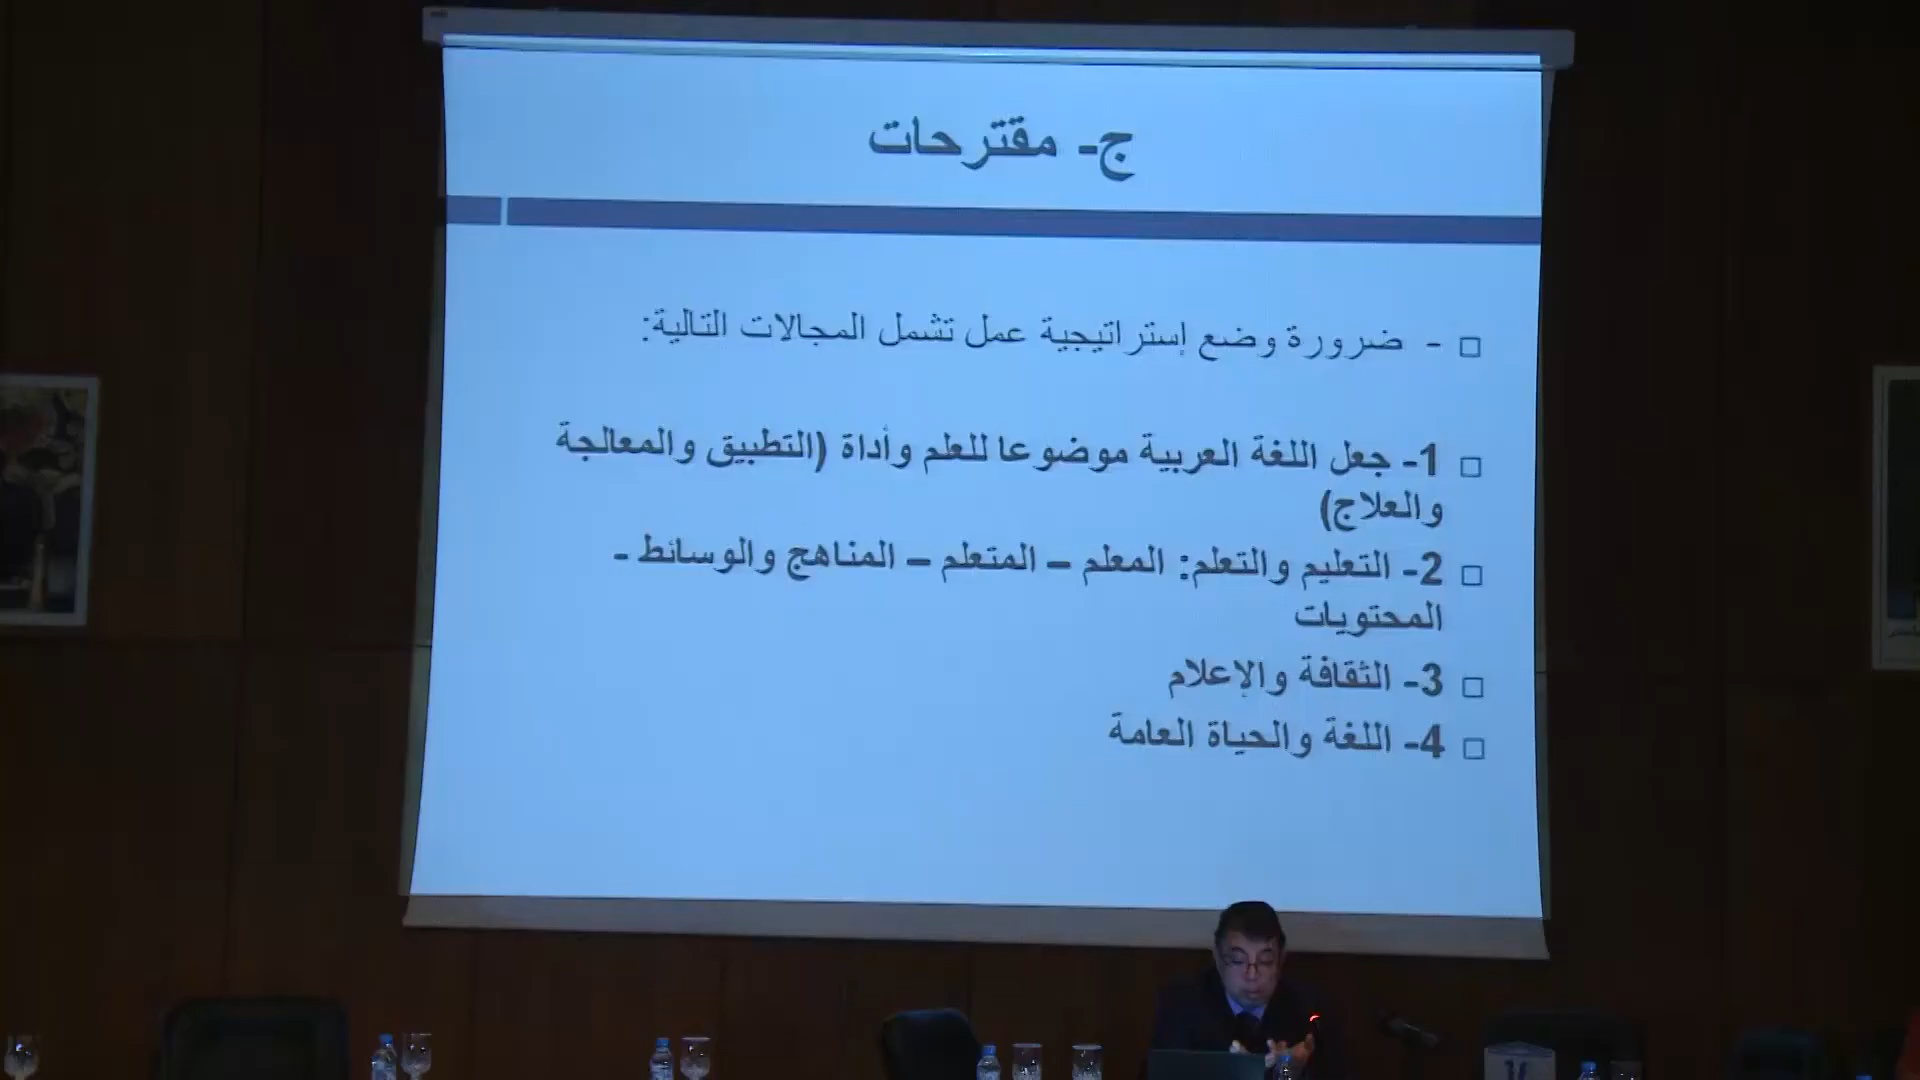 ج- مقترحات
- ضرورة وضع إستراتيجية عمل تشمل المجالات التالية:
1- جعل اللغة العربية موضوعا للعلم وأداة (التطبيق والمعالجة
والعلاج)
2- التعليم والتعلم: المعلم – المتعلم – المناهج والوسائط -
المحتويات
3- الثقافة والإعلام
4- اللغة والحياة العامة